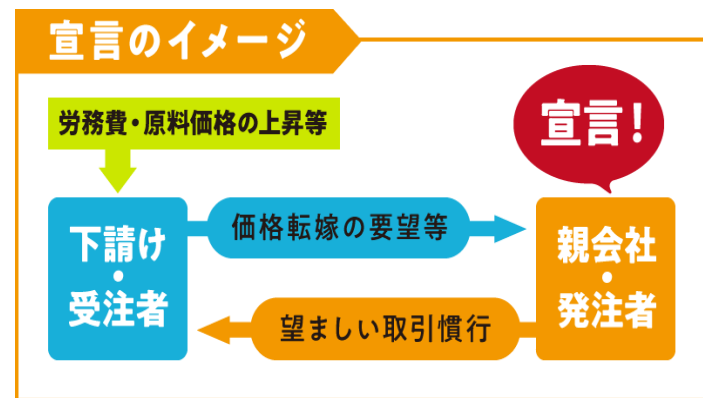 宣言のイメージ
労務費・原料価格の上昇等
宣言！
下請け
・
受注者
価格転嫁の要望等
親会社
・
発注者
望ましい取引慣行